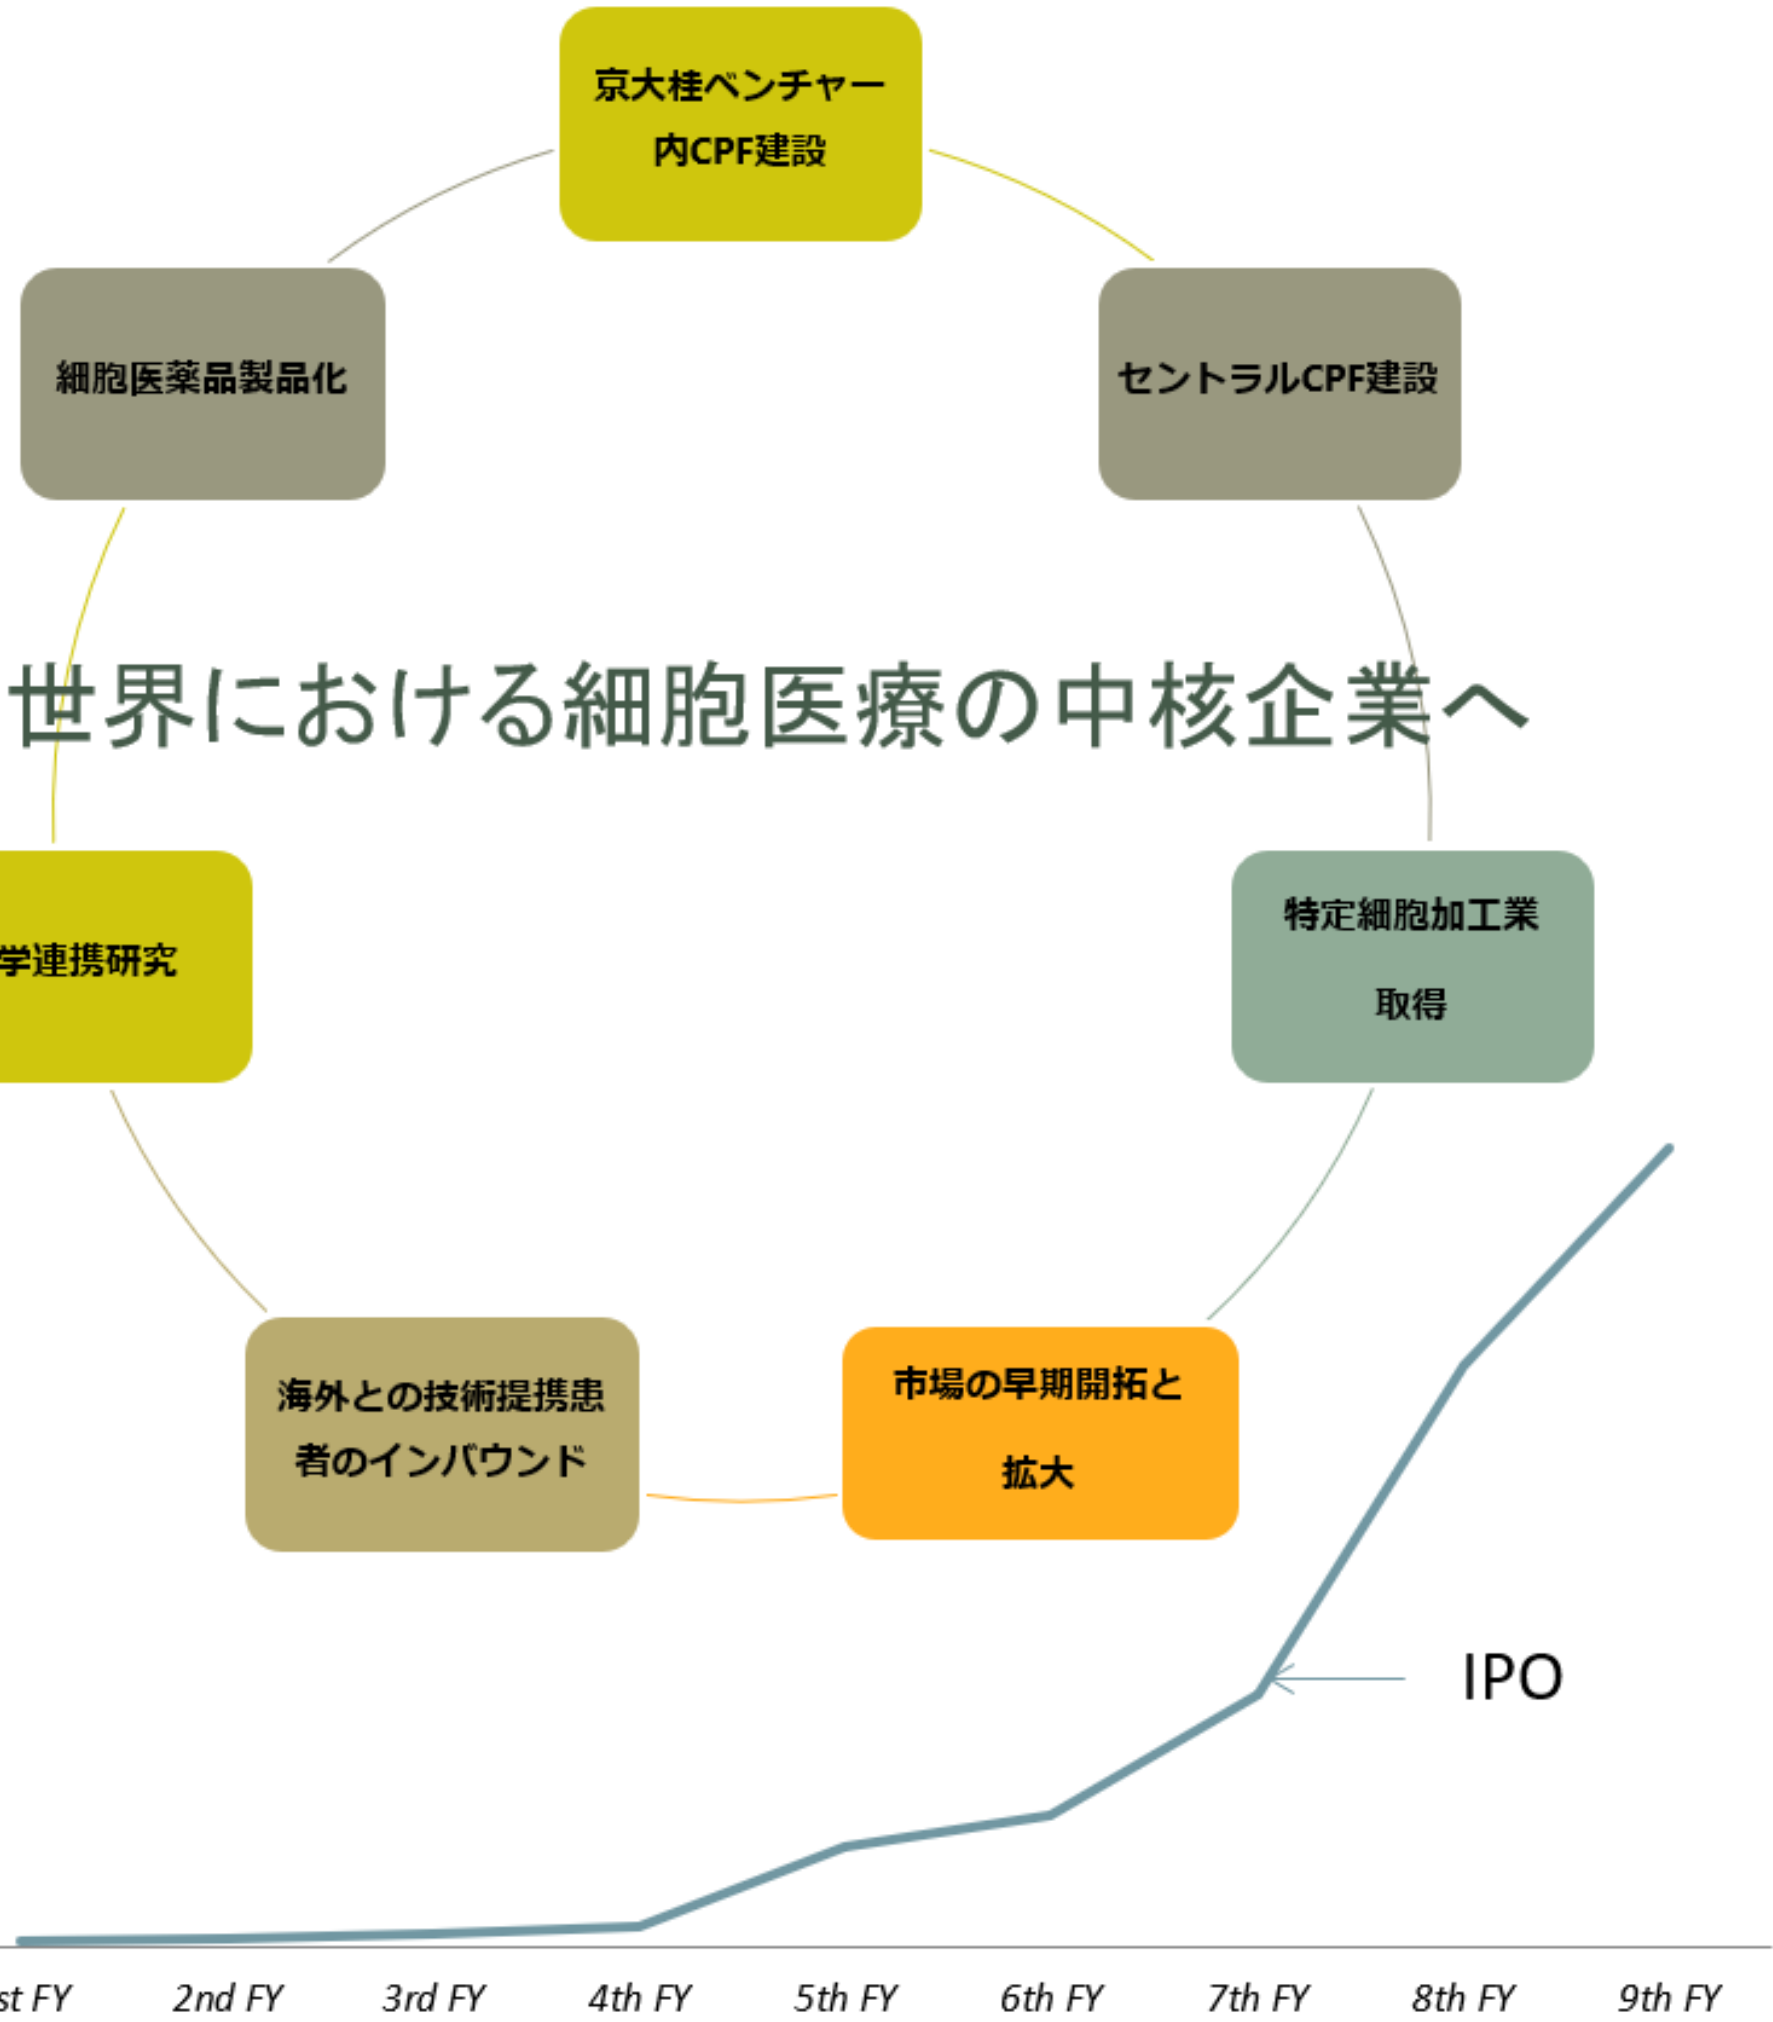 京大桂ベンチャー
内CPF建設
細胞医薬品製品化
セントラルCPF建設
世界における細胞医療の中核企業へ
学連携研究
特定細胞加工業
取得
海外との技術提携患
者のインバウンド
市場の早期開拓と
拡大
IPO
st FY 2nd FY 3rd FY 4th FY 5th FY 6th FY 7th FY 8th FY 9th FY